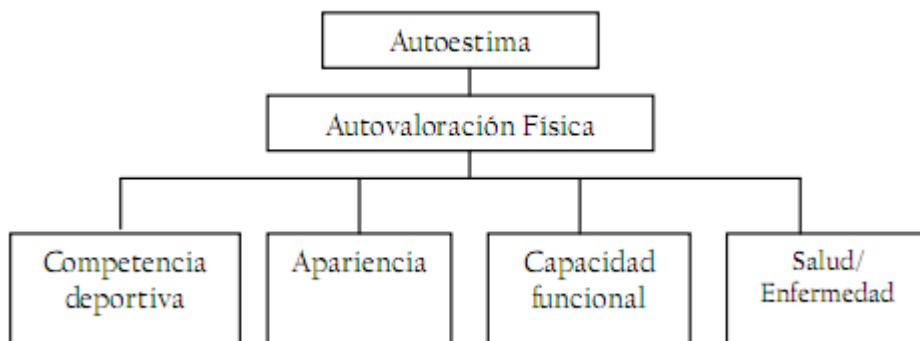 Autoestima
Autovaloración Física
Competencia
deportiva
Apariencia
Capacidad
funcional
Salud/
Enfermedad